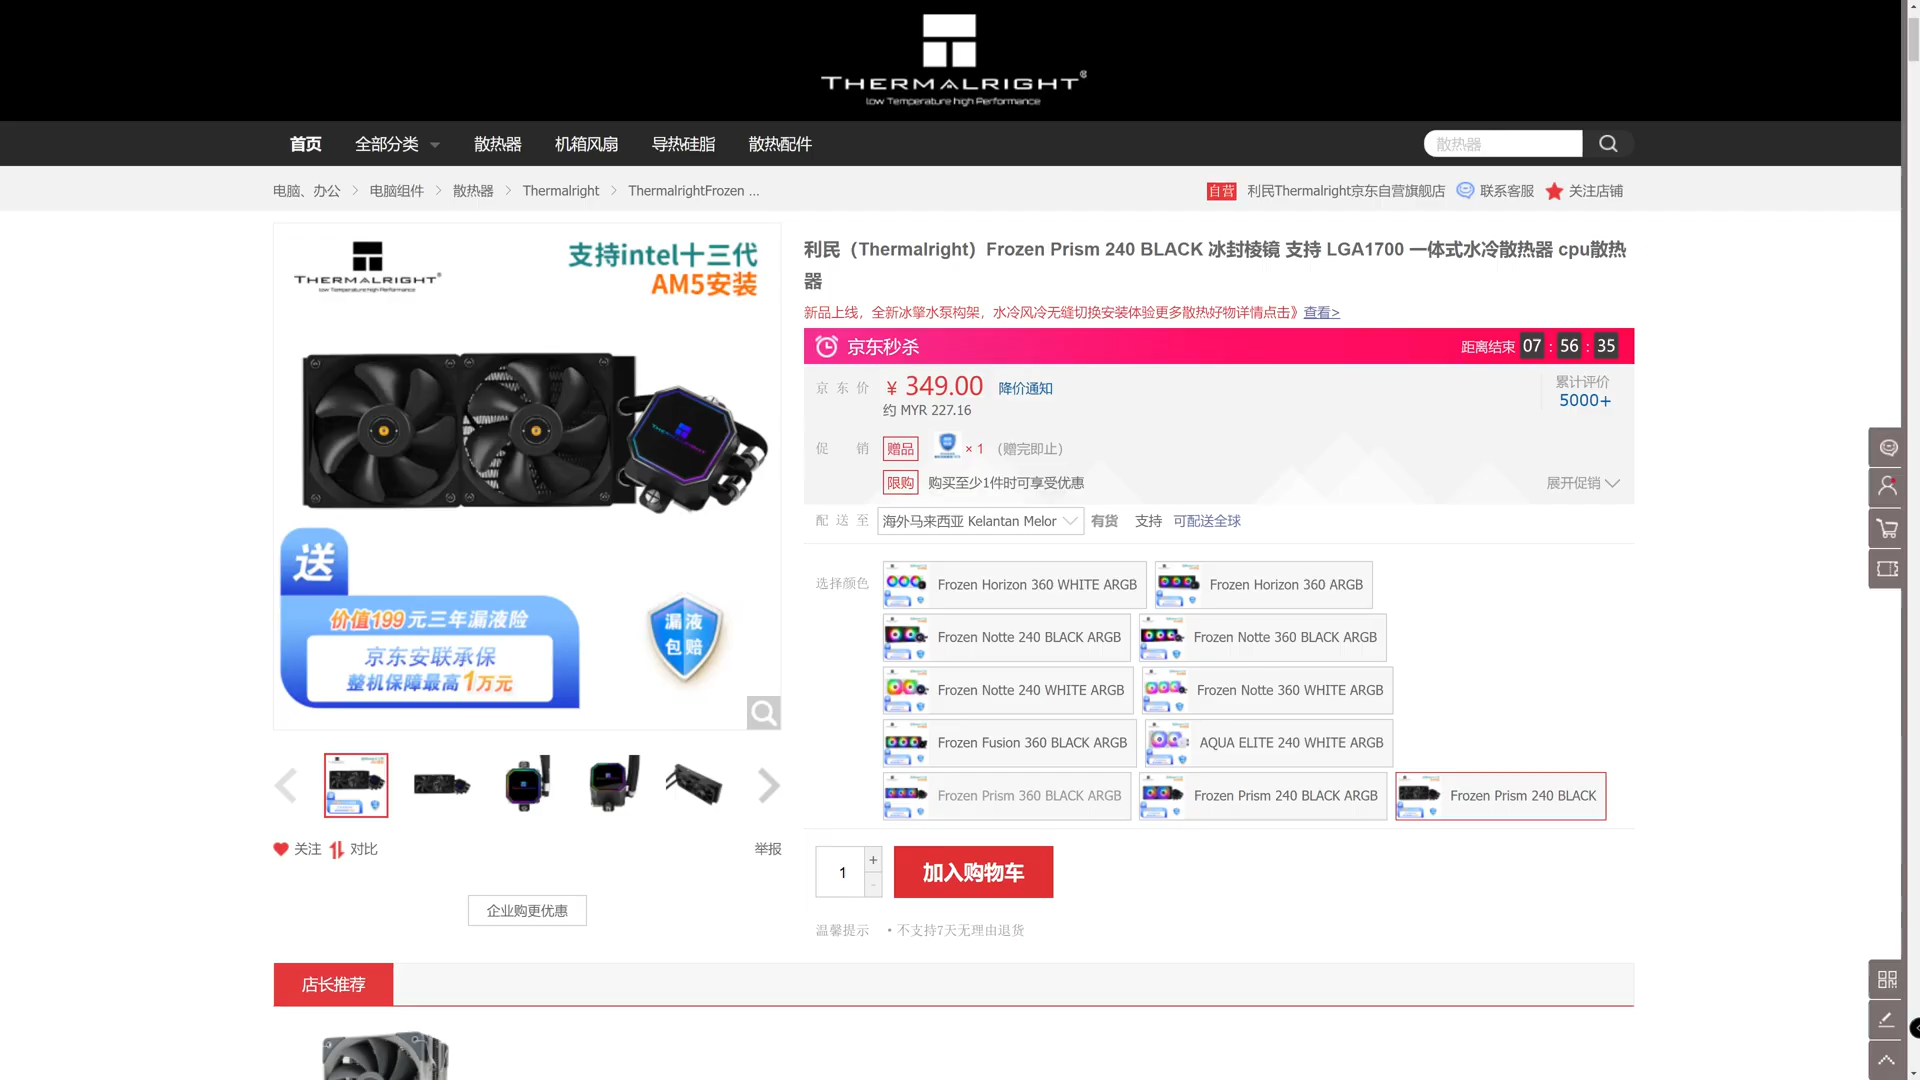 THERMALRIGHT®
low Temperature high Performance
首页 全部分类 散热器 机箱风扇 导热硅脂 散热配件
散热器
电脑、办公 > 电脑组件 > 散热器 > Thermalright > ThermalrightFrozen ...
自营 利民Thermalright京东自营旗舰店 联系客服 关注店铺
THERMALRIGHT
支持intel十三代
AM5安装
送
价值199元三年漏液险
京东安联承保
整机保障最高1万元
漏液
包赔
关注 对比 举报
企业购更优惠
利民（Thermalright）Frozen Prism 240 BLACK 冰封棱镜 支持 LGA1700 一体式水冷散热器 cpu散热
器
新品上线，全新冰擎水泵构架，水冷风冷无缝切换安装体验更多散热好物详情点击》查看>
京东秒杀 距离结束 07 : 56 : 35
京东价 ￥ 349.00 降价通知
累计评价
5000+
约 MYR 227.16
促销 赠品 × 1 （赠完即止）
限购 购买至少1件时可享受优惠 展开促销
配送至 海外马来西亚 Kelantan Melor 有货 支持 可配送全球
选择颜色
Frozen Horizon 360 WHITE ARGB Frozen Horizon 360 ARGB
Frozen Notte 240 BLACK ARGB Frozen Notte 360 BLACK ARGB
Frozen Notte 240 WHITE ARGB Frozen Notte 360 WHITE ARGB
Frozen Fusion 360 BLACK ARGB AQUA ELITE 240 WHITE ARGB
Frozen Prism 360 BLACK ARGB Frozen Prism 240 BLACK ARGB Frozen Prism 240 BLACK
1 + - 加入购物车
温馨提示 • 不支持7天无理由退货
店长推荐